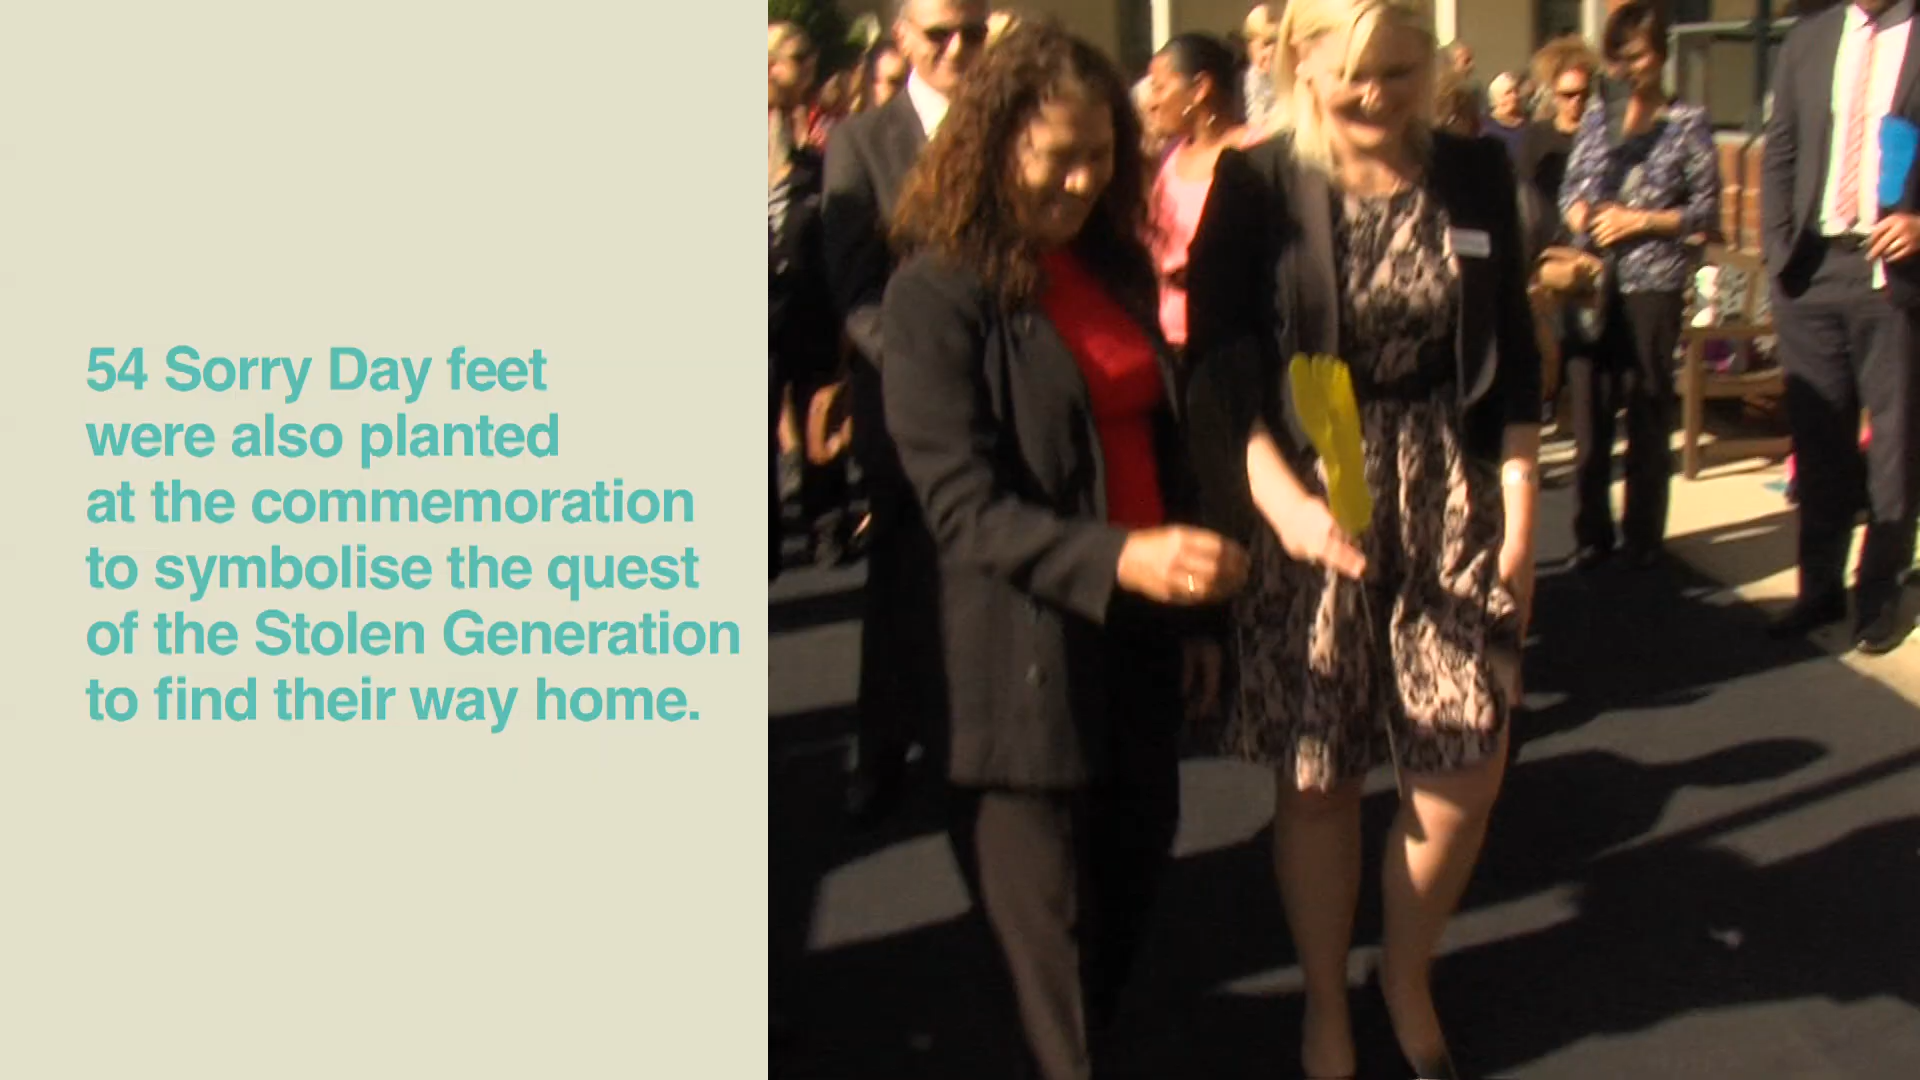 54 Sorry Day feet
were also planted
at the commemoration
to symbolise the quest
of the Stolen Generation
to find their way home.